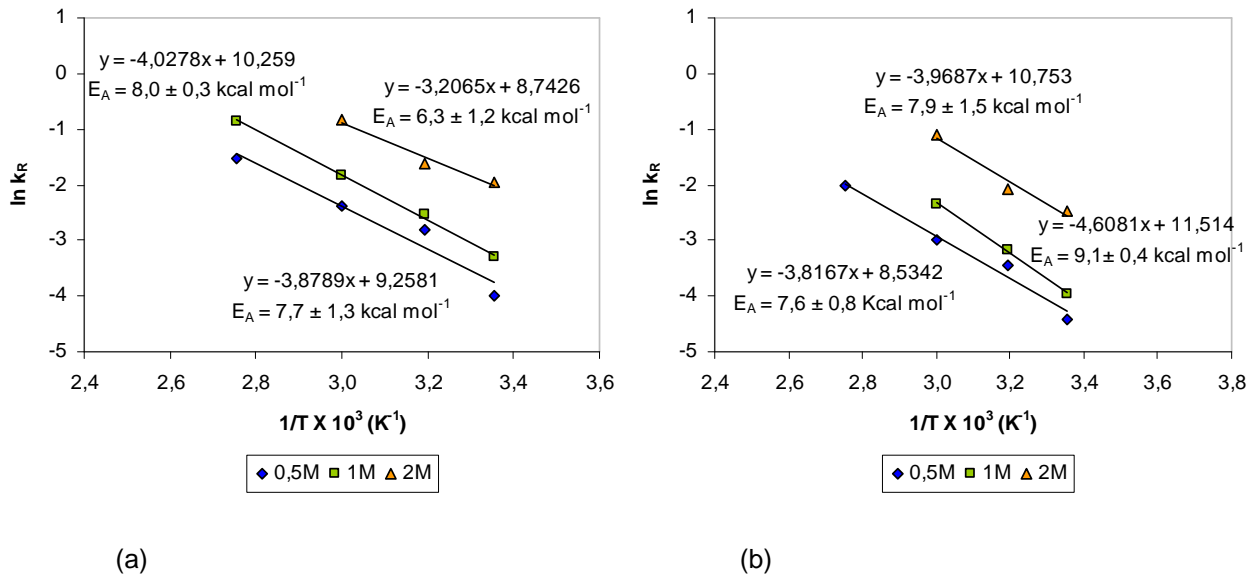 1
0
-1
-2
-3
-4
-5
ln k_R
y = -4,0278x + 10,259
E_A = 8,0 ± 0,3 kcal mol⁻¹
y = -3,2065x + 8,7426
E_A = 6,3 ± 1,2 kcal mol⁻¹
y = -3,8789x + 9,2581
E_A = 7,7 ± 1,3 kcal mol⁻¹
2,4 2,6 2,8 3,0 3,2 3,4 3,6
1/T X 10³ (K⁻¹)
0,5M 1M 2M
(a)
1
0
-1
-2
-3
-4
-5
ln k_R
y = -3,9687x + 10,753
E_A = 7,9 ± 1,5 kcal mol⁻¹
y = -4,6081x + 11,514
E_A = 9,1± 0,4 kcal mol⁻¹
y = -3,8167x + 8,5342
E_A = 7,6 ± 0,8 Kcal mol⁻¹
2,4 2,6 2,8 3,0 3,2 3,4 3,6 3,8
1/T X 10³ (K⁻¹)
0,5M 1M 2M
(b)